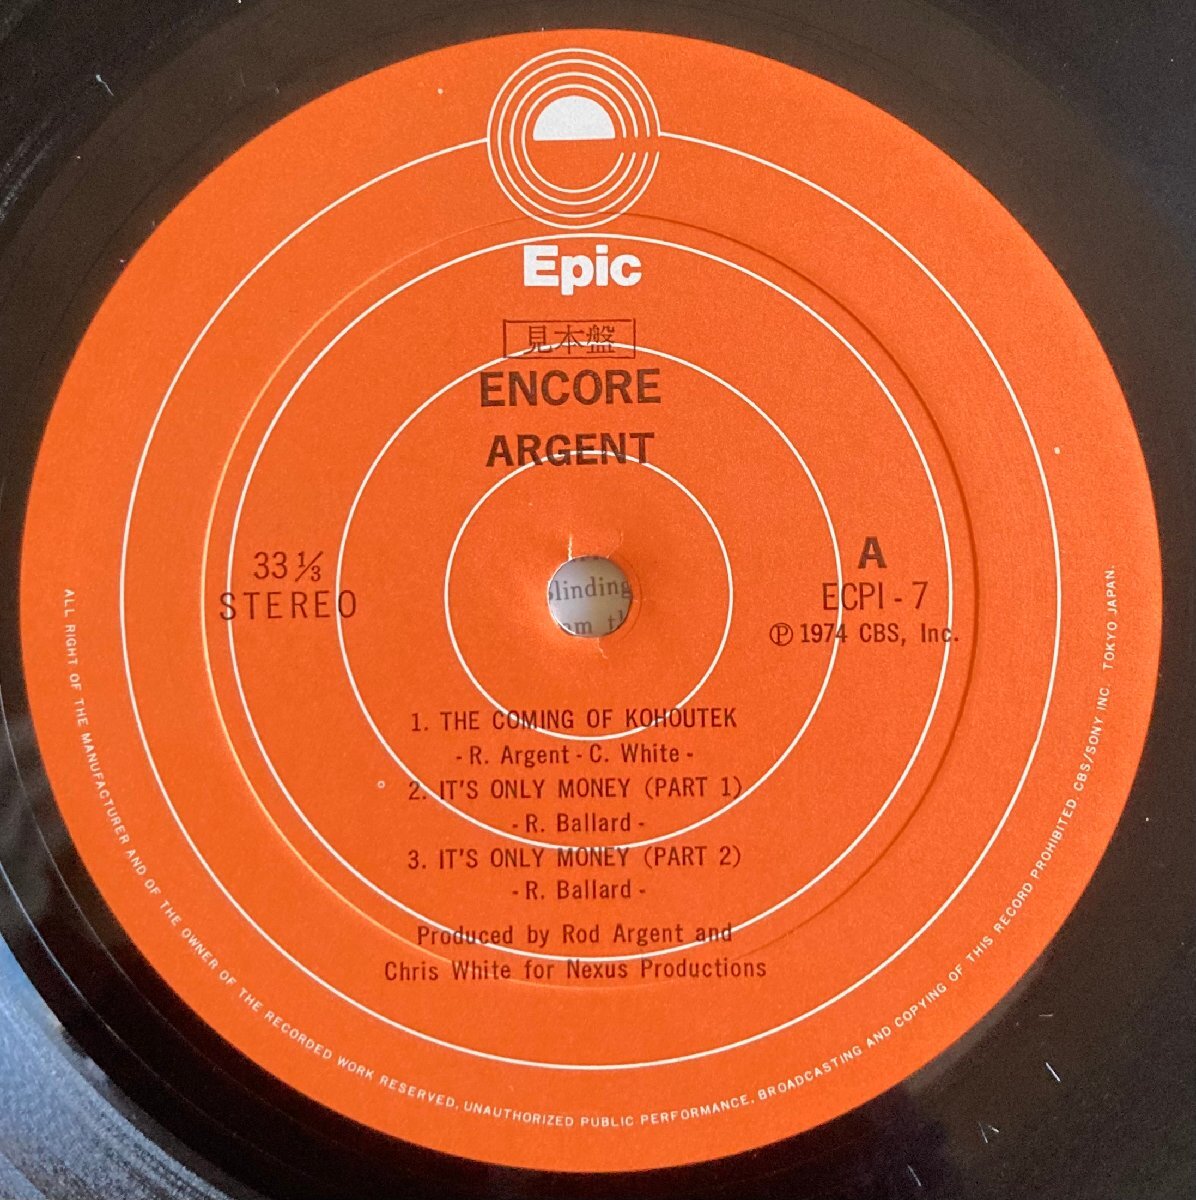 Epic
見本盤
ENCORE
ARGENT
33 1/3
STEREO
A
ECPI - 7
Ⓟ 1974 CBS, Inc.
linding
m th
1. THE COMING OF KOHOUTEK
- R. Argent - C. White -
2. IT'S ONLY MONEY (PART 1)
- R. Ballard -
3. IT'S ONLY MONEY (PART 2)
- R. Ballard -
Produced by Rod Argent and
Chris White for Nexus Productions
ALL RIGHT OF THE MANUFACTURER AND OF THE OWNER OF THE RECORDED WORK RESERVED. UNAUTHORIZED PUBLIC PERFORMANCE, BROADCASTING AND COPYING OF THIS RECORD PROHIBITED CBS/SONY INC. TOKYO JAPAN.